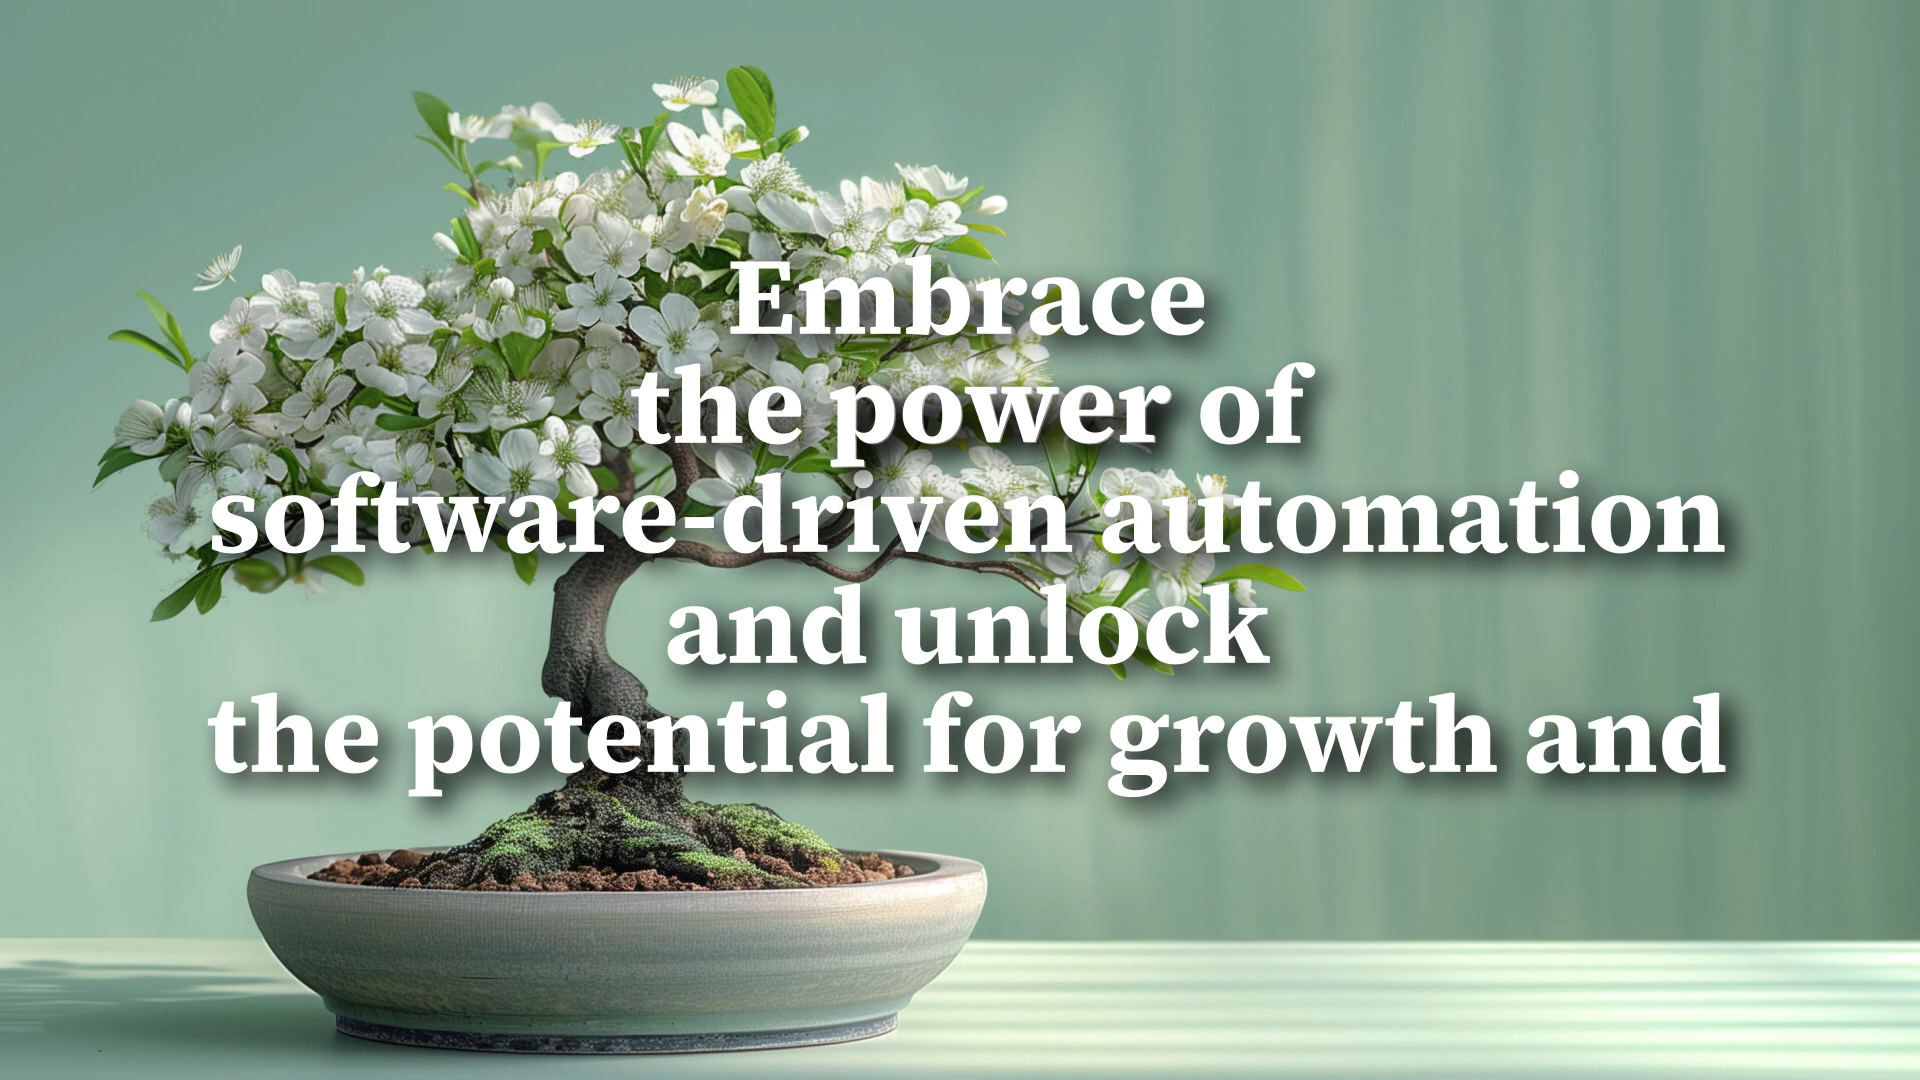 Embrace
the power of
software-driven automation
and unlock
the potential for growth and